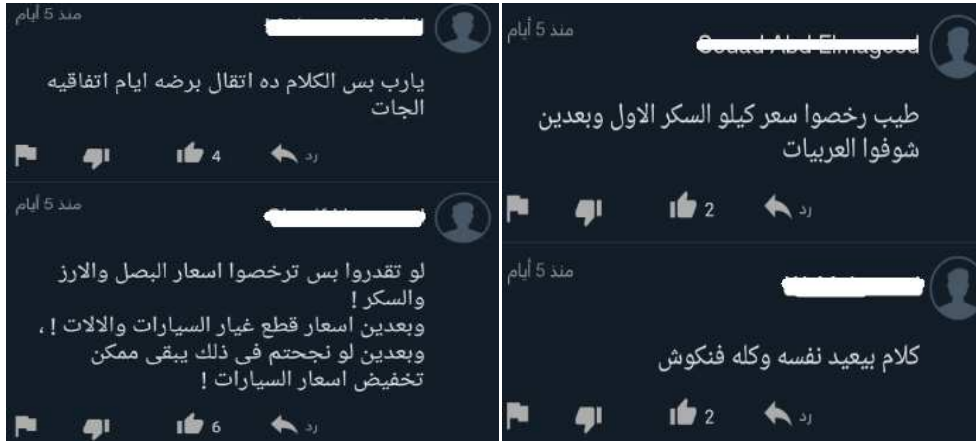 منذ 5 أيام
يارب بس الكلام ده اتقال برضه ايام اتفاقيه
الجات
4
رد
منذ 5 أيام
لو تقدروا بس ترخصوا اسعار البصل والارز
والسكر !
وبعدين اسعار قطع غيار السيارات والالات ! ،
وبعدين لو نجحتم فى ذلك يبقى ممكن
تخفيض اسعار السيارات !
6
رد
منذ 5 أيام
طيب رخصوا سعر كيلو السكر الاول وبعدين
شوفوا العربيات
2
رد
منذ 5 أيام
كلام بيعيد نفسه وكله فنكوش
2
رد